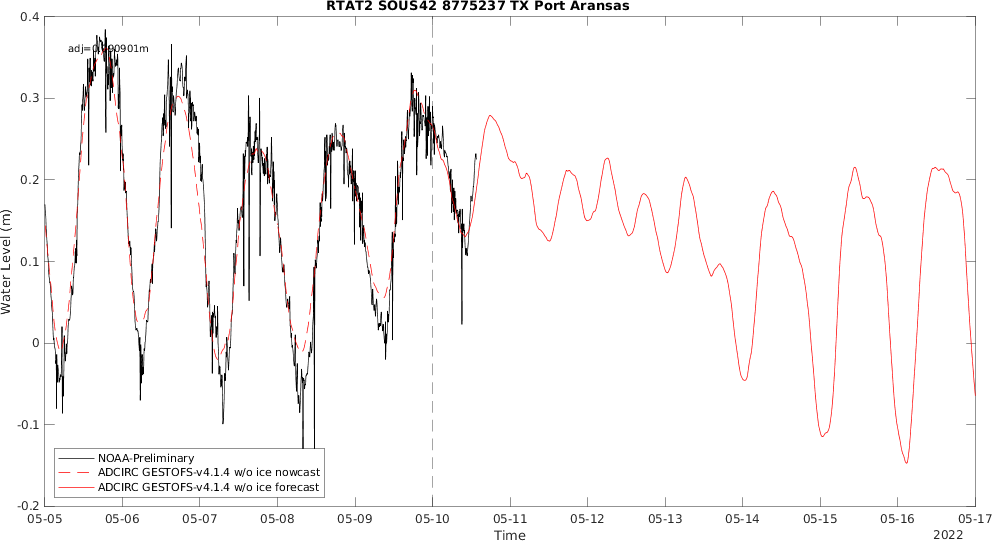 RTAT2 SOUS42 8775237 TX Port Aransas
0.4
0.3
0.2
0.1
0
-0.1
-0.2
Water Level (m)
NOAA-Preliminary
ADCIRC GESTOFS-v4.1.4 w/o ice nowcast
ADCIRC GESTOFS-v4.1.4 w/o ice forecast
05-05 05-06 05-07 05-08 05-09 05-10 05-11 05-12 05-13 05-14 05-15 05-16 05-17
Time
2022